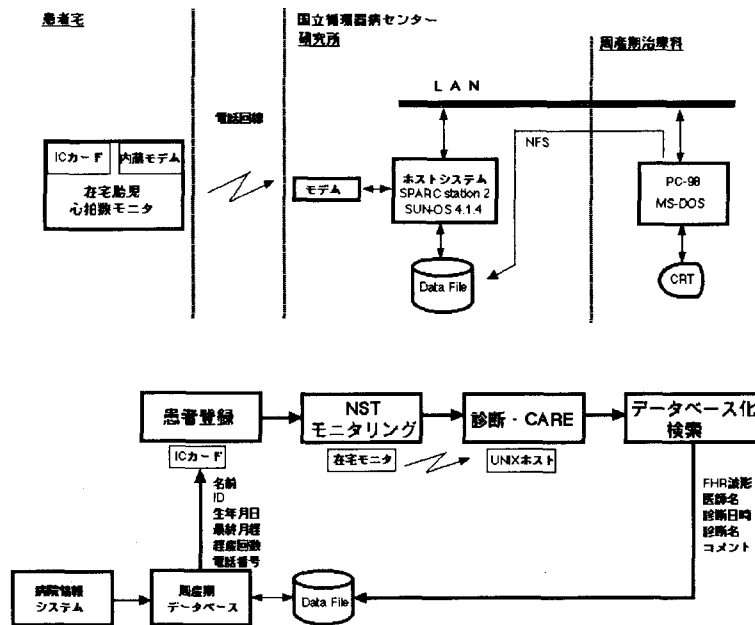 患者宅
国立循環器病センター
研究所
周産期治療科
LAN
電話回線
NFS
ICカード
内蔵モデム
在宅胎児
心拍数モニタ
モデム
ホストシステム
SPARC station 2
SUN-OS 4.1.4
PC-98
MS-DOS
Data File
CRT
患者登録
NST
モニタリング
診断・CARE
データベース化
検索
ICカード
在宅モニタ
UNIXホスト
名前
ID
生年月日
最終月経
経産回数
電話番号
FHR波形
医師名
診断日時
診断名
コメント
病院情報
システム
周産期
データベース
Data File